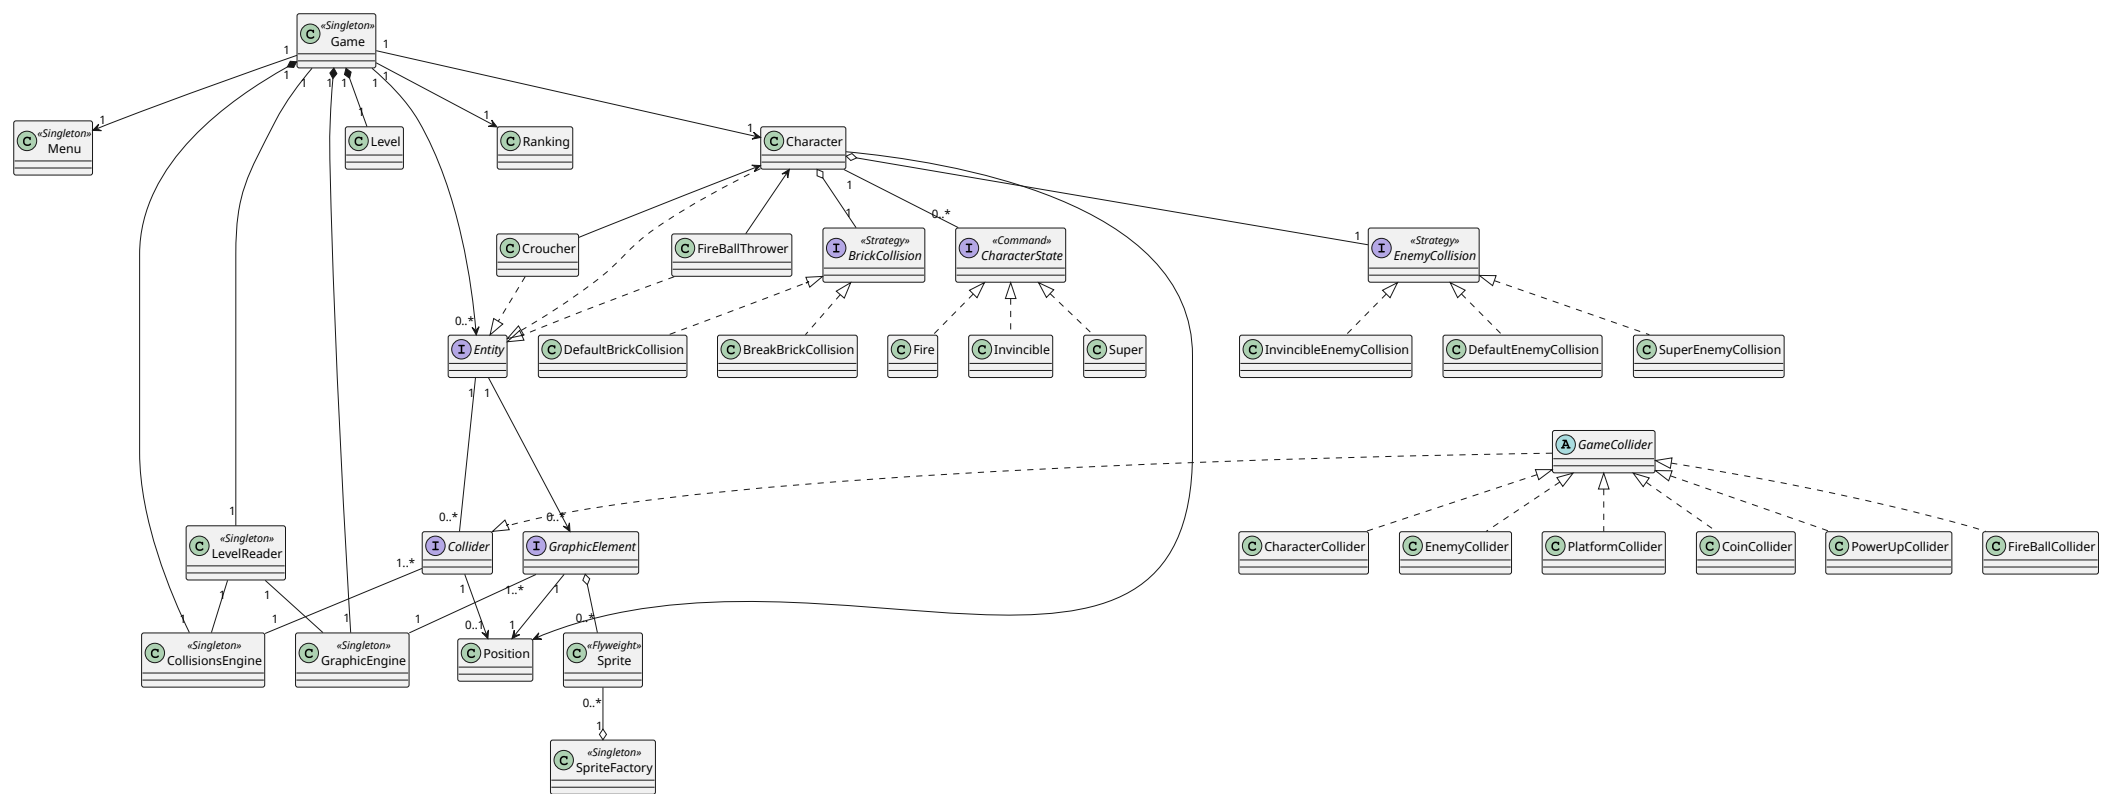 C «Singleton»
Game
1 1
1 1 1 1 1 1
1 1 1 1
C «Singleton»
Menu
C Level
C Ranking
C Character
1
1 0..* 1
C Croucher
C FireBallThrower
I «Strategy»
BrickCollision
I «Command»
CharacterState
I «Strategy»
EnemyCollision
0..*
I Entity
C DefaultBrickCollision
C BreakBrickCollision
C Fire
C Invincible
C Super
C InvincibleEnemyCollision
C DefaultEnemyCollision
C SuperEnemyCollision
1 1
A GameCollider
1 0..* 0..*
C «Singleton»
LevelReader
I Collider
I GraphicElement
C CharacterCollider
C EnemyCollider
C PlatformCollider
C CoinCollider
C PowerUpCollider
C FireBallCollider
1..*
1 1 1 1..* 1
1 1 1 1 0..1 1 0..*
C «Singleton»
CollisionsEngine
C «Singleton»
GraphicEngine
C Position
C «Flyweight»
Sprite
0..*
1
C «Singleton»
SpriteFactory